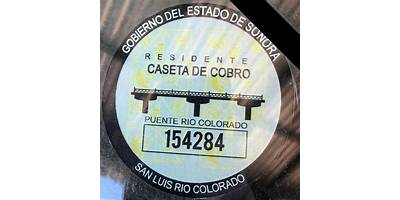 GOBIERNO DEL ESTADO DE SONORA
RESIDENTE
CASETA DE COBRO
PUENTE RIO COLORADO
154284
SAN LUIS RIO COLORADO